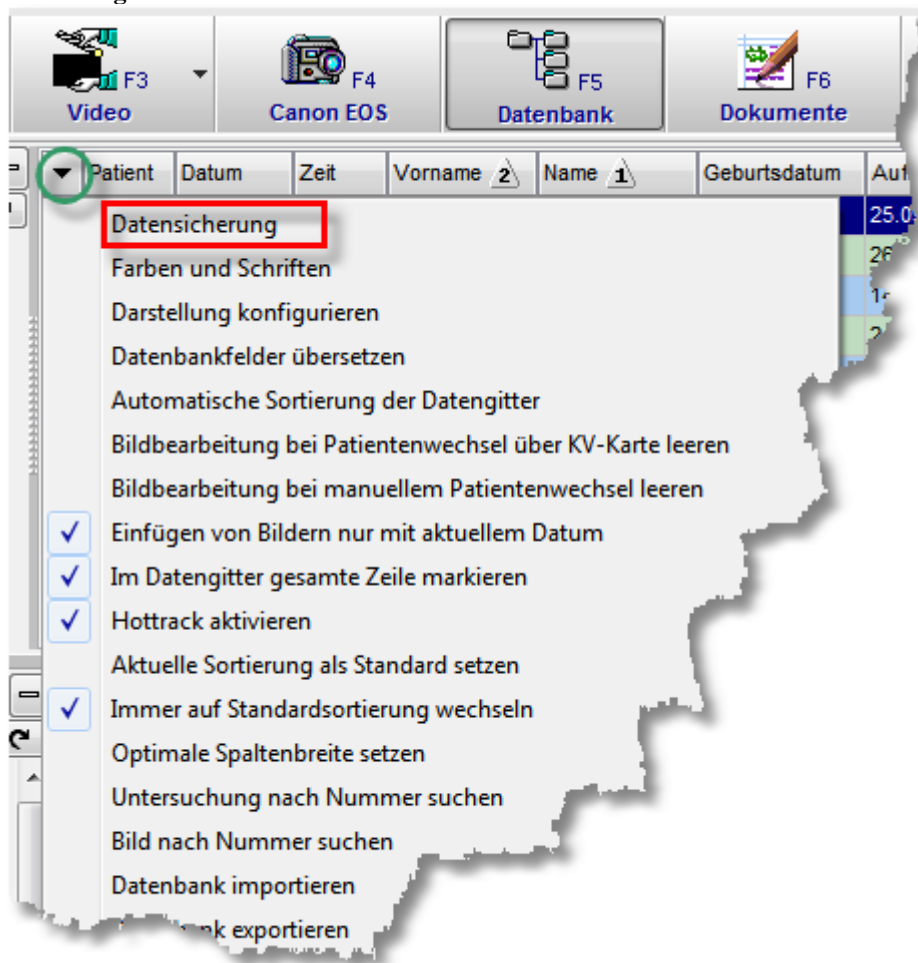 F3
F4
F5
F6
Video
Canon EOS
Datenbank
Dokumente
Patient Datum Zeit Vorname 2 Name 1 Geburtsdatum Auf
25.0
26
Datensicherung
Farben und Schriften
Darstellung konfigurieren
Datenbankfelder übersetzen
Automatische Sortierung der Datengitter
Bildbearbeitung bei Patientenwechsel über KV-Karte leeren
Bildbearbeitung bei manuellem Patientenwechsel leeren
Einfügen von Bildern nur mit aktuellem Datum
Im Datengitter gesamte Zeile markieren
Hottrack aktivieren
Aktuelle Sortierung als Standard setzen
Immer auf Standardsortierung wechseln
Optimale Spaltenbreite setzen
Untersuchung nach Nummer suchen
Bild nach Nummer suchen
Datenbank importieren
exportieren